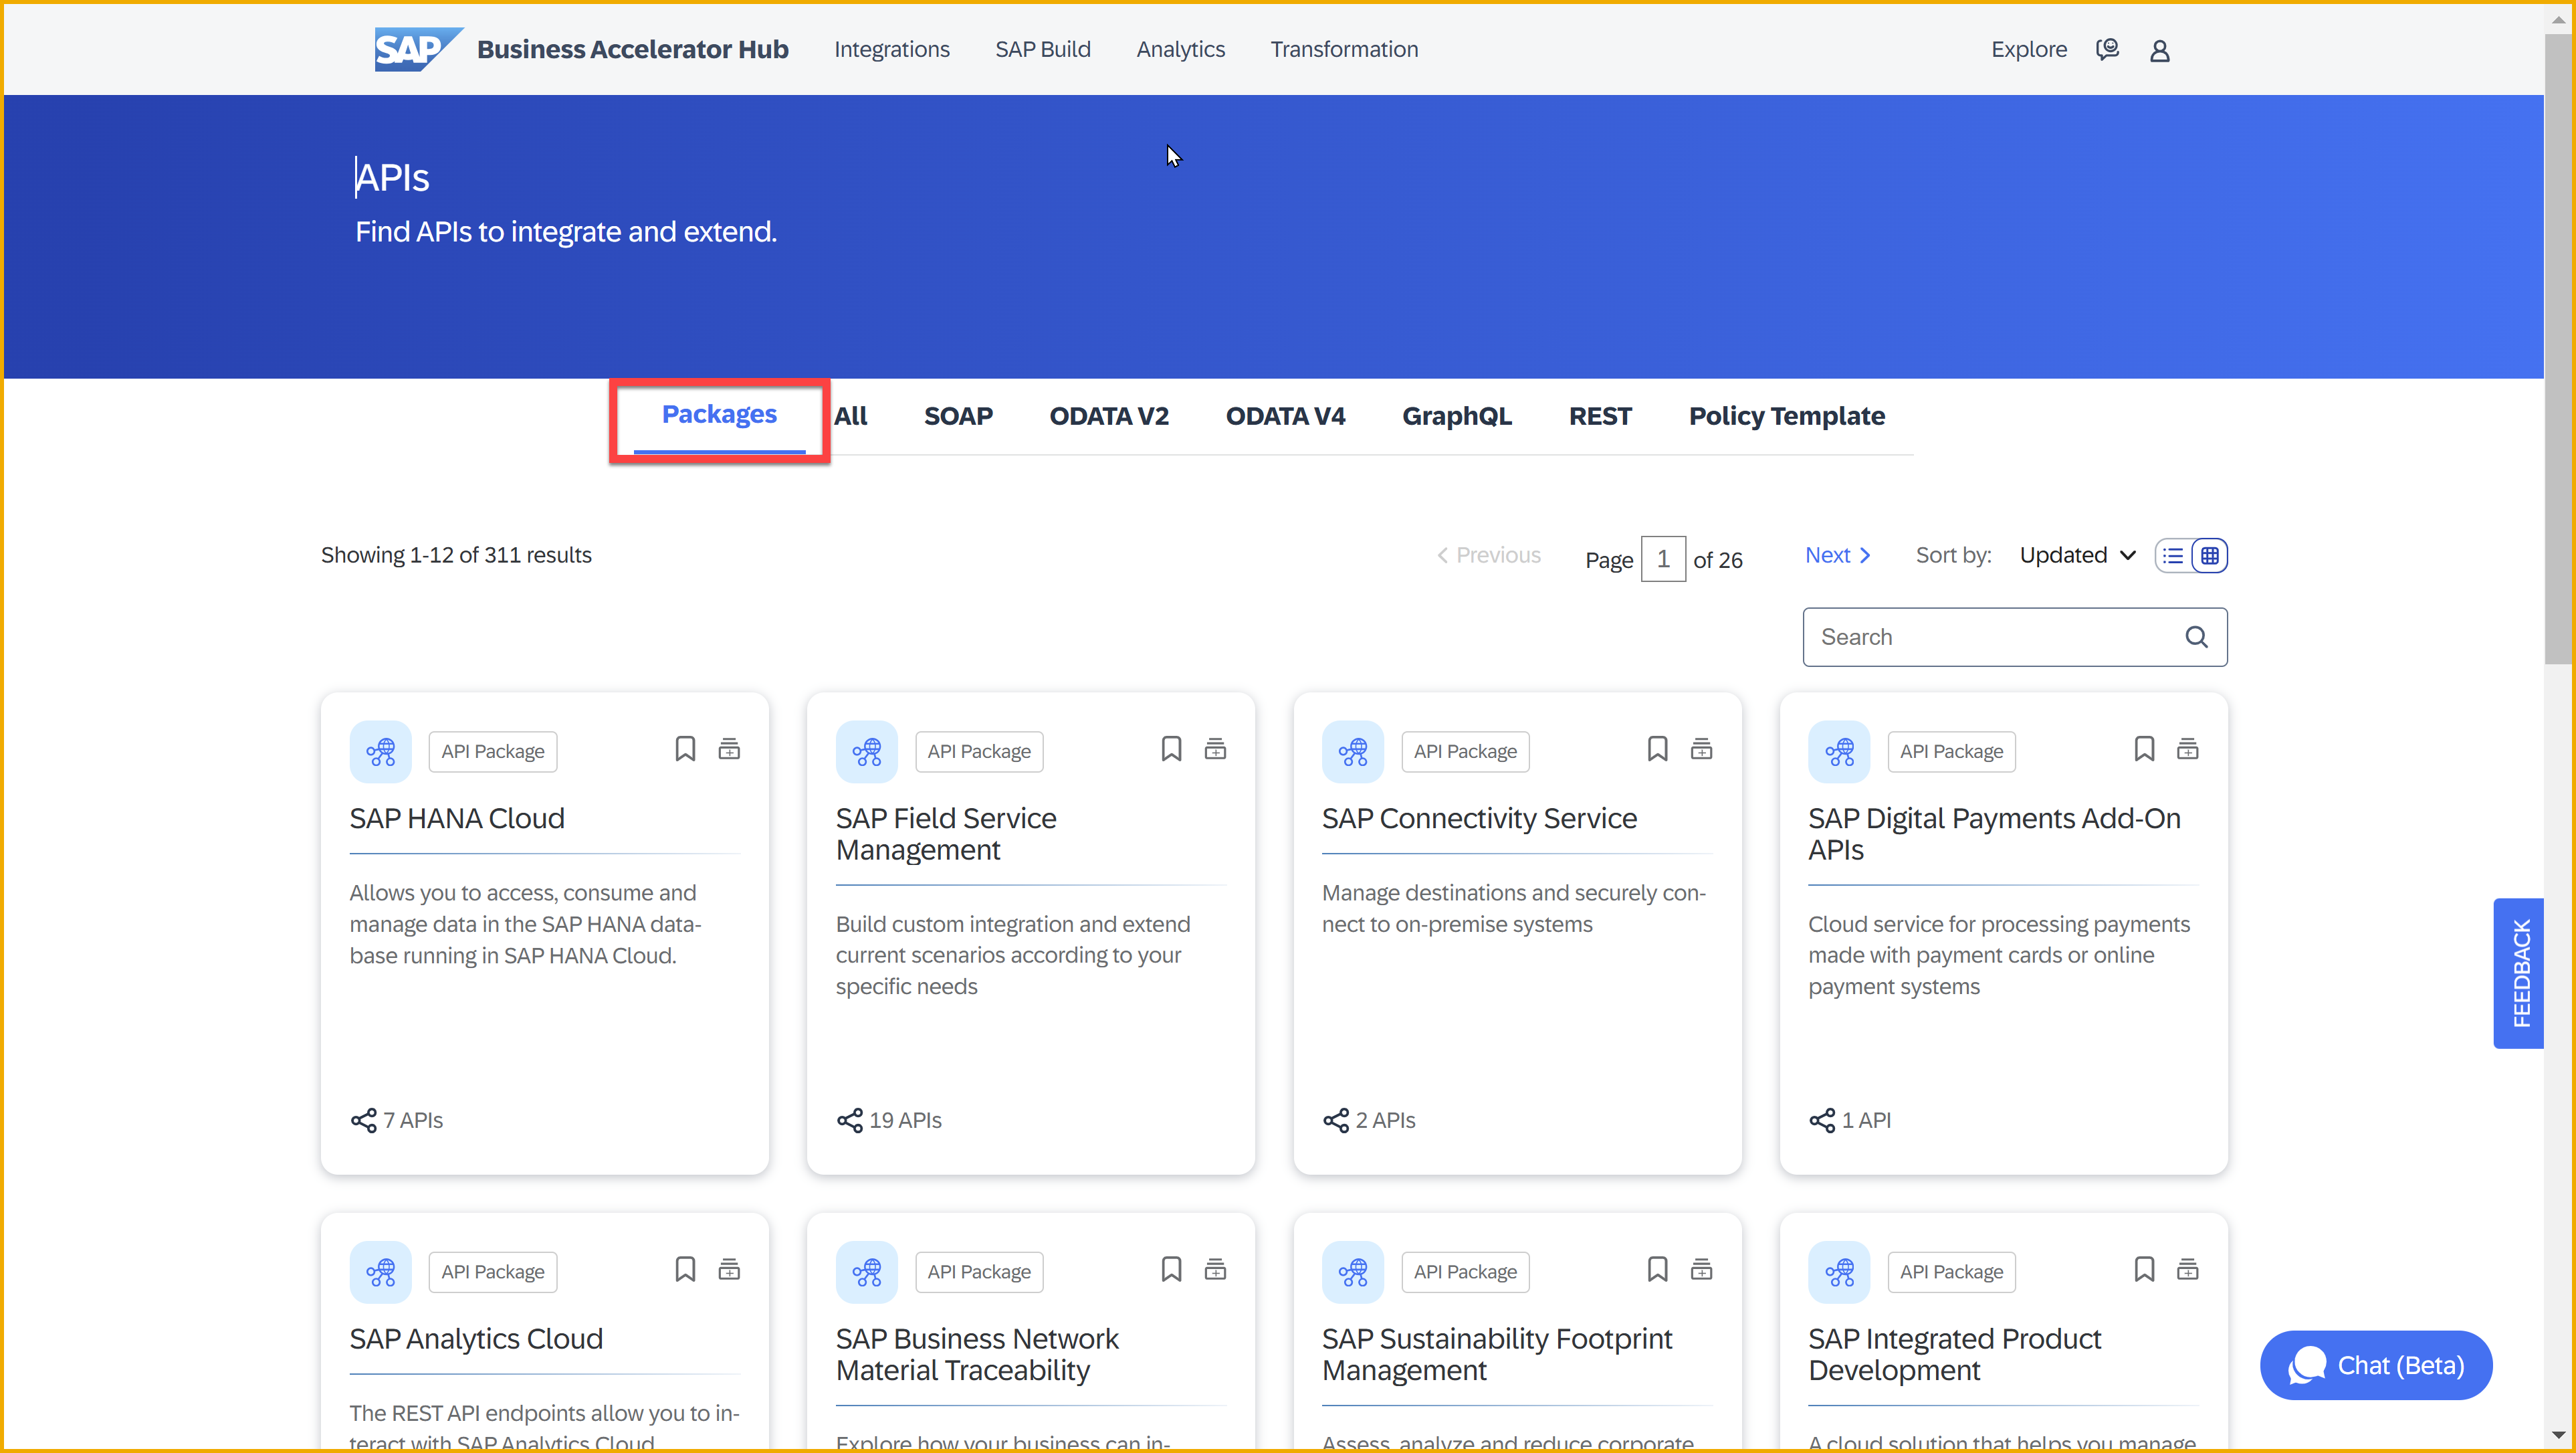 SAP Business Accelerator Hub Integrations SAP Build Analytics Transformation Explore
APIs
Find APIs to integrate and extend.
Packages All SOAP ODATA V2 ODATA V4 GraphQL REST Policy Template
Showing 1-12 of 311 results Previous Page 1 of 26 Next Sort by: Updated
Search
API Package
SAP HANA Cloud
Allows you to access, consume and
manage data in the SAP HANA data-
base running in SAP HANA Cloud.
7 APIs
API Package
SAP Field Service
Management
Build custom integration and extend
current scenarios according to your
specific needs
19 APIs
API Package
SAP Connectivity Service
Manage destinations and securely con-
nect to on-premise systems
2 APIs
API Package
SAP Digital Payments Add-On
APIs
Cloud service for processing payments
made with payment cards or online
payment systems
1 API
FEEDBACK
API Package
SAP Analytics Cloud
The REST API endpoints allow you to in-
teract with SAP Analytics Cloud
API Package
SAP Business Network
Material Traceability
Explore how your business can in-
API Package
SAP Sustainability Footprint
Management
Assess, analyze and reduce corporate
API Package
SAP Integrated Product
Development
A cloud solution that helps you manage
Chat (Beta)